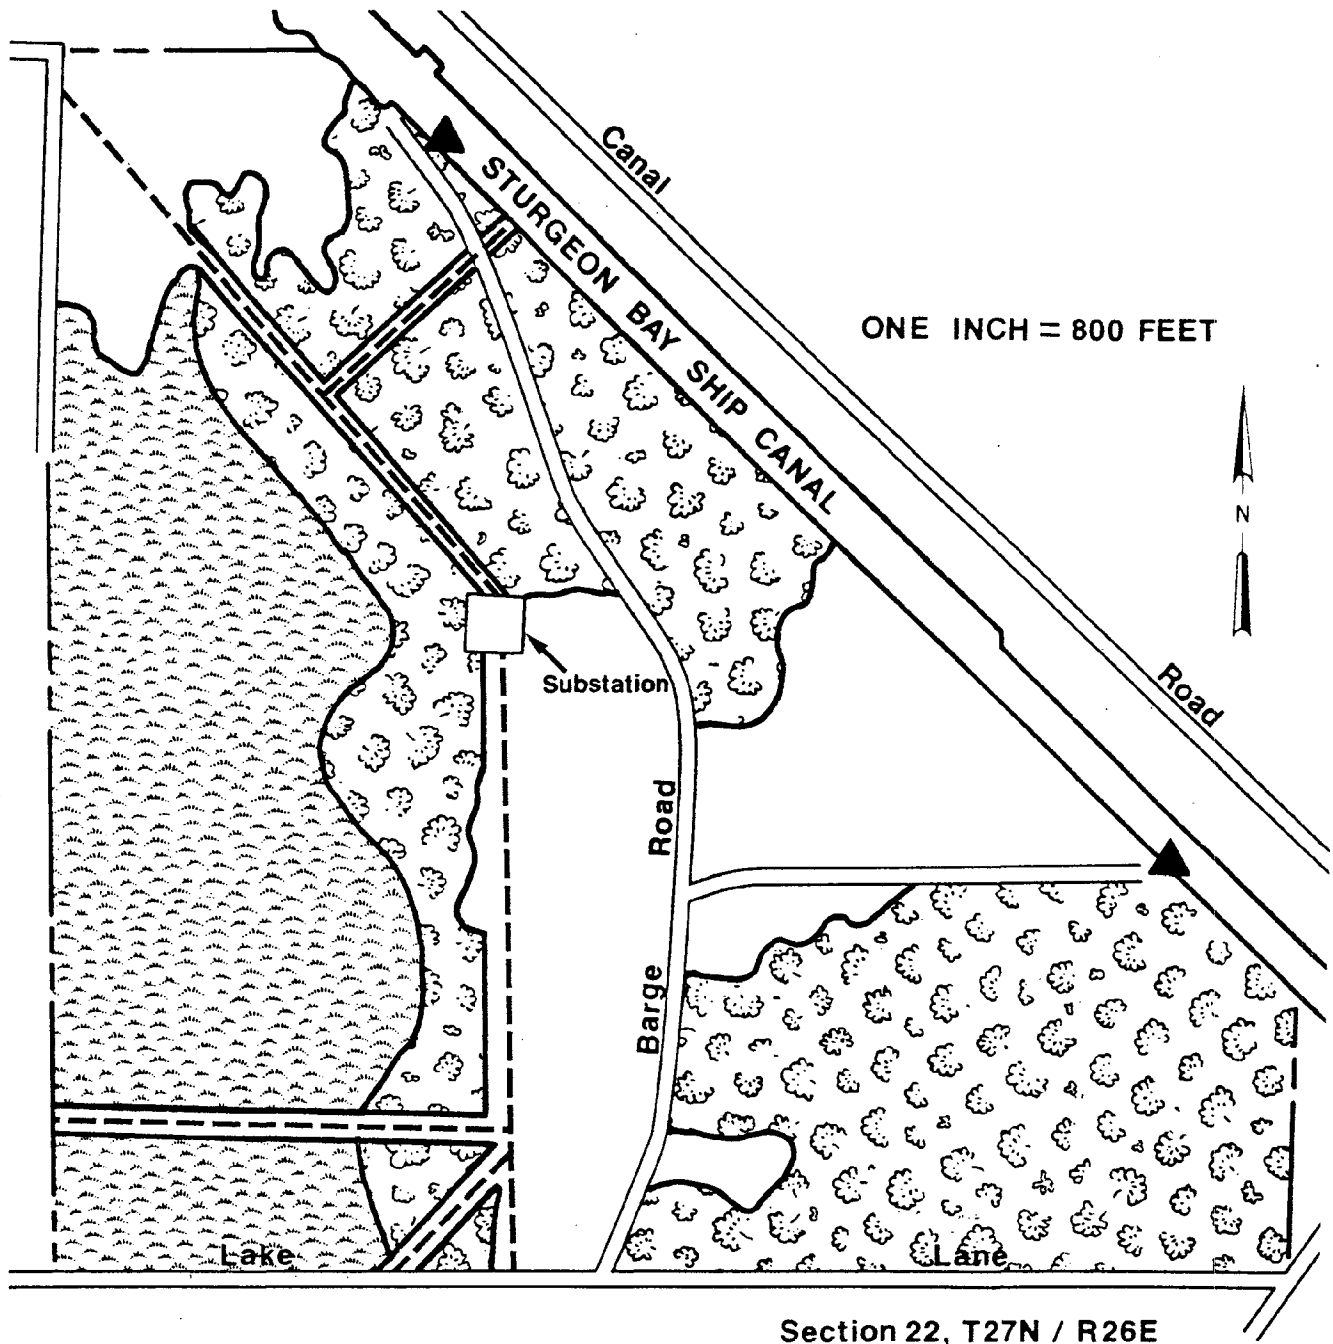 Canal
STURGEON BAY SHIP CANAL
ONE INCH = 800 FEET
N
Substation
Road
Road
Barge
Lake
Lane
Section 22, T27N / R26E